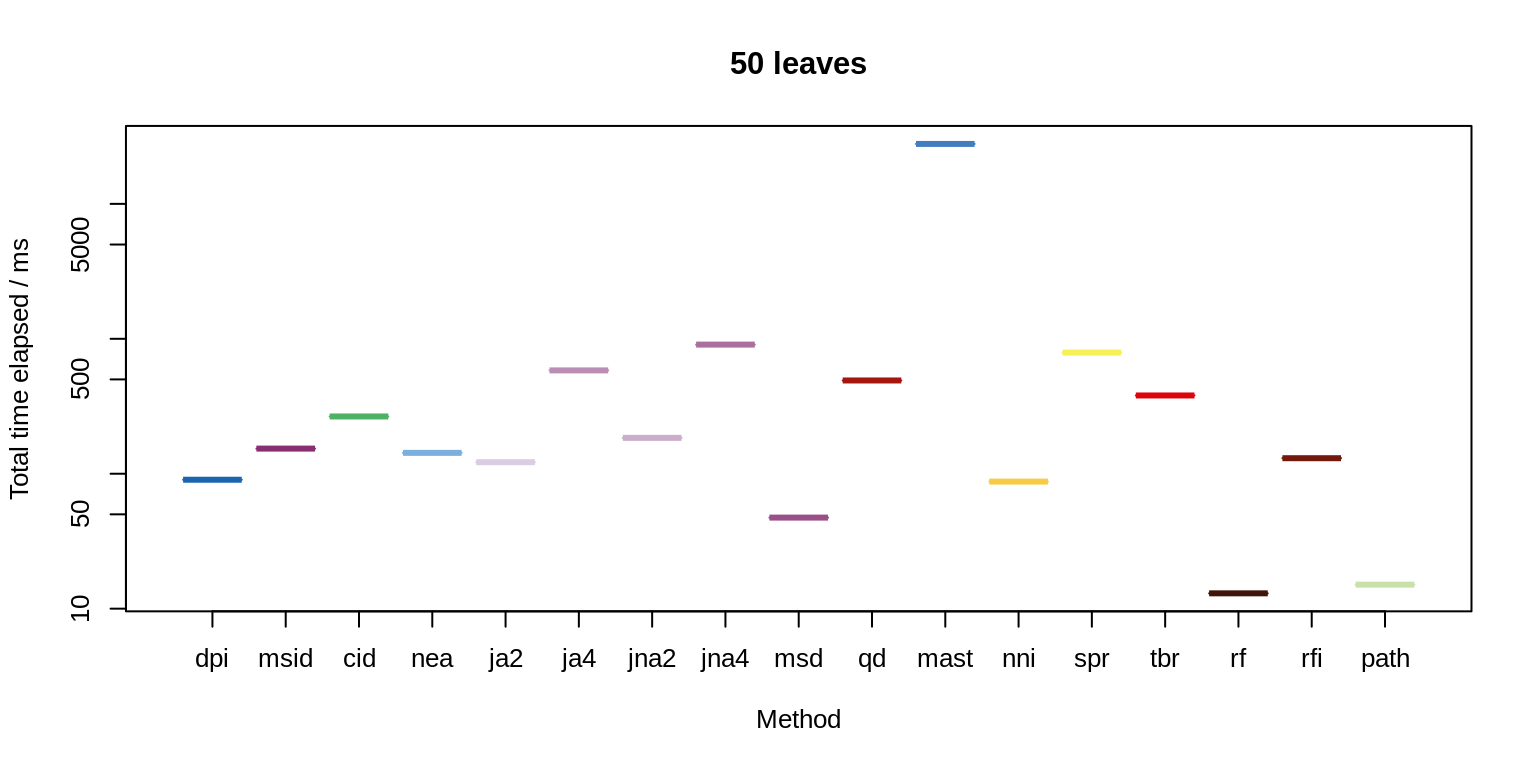 50 leaves
Total time elapsed / ms
5000
500
50
10
dpi msid cid nea ja2 ja4 jna2 jna4 msd qd mast nni spr tbr rf rfi path
Method